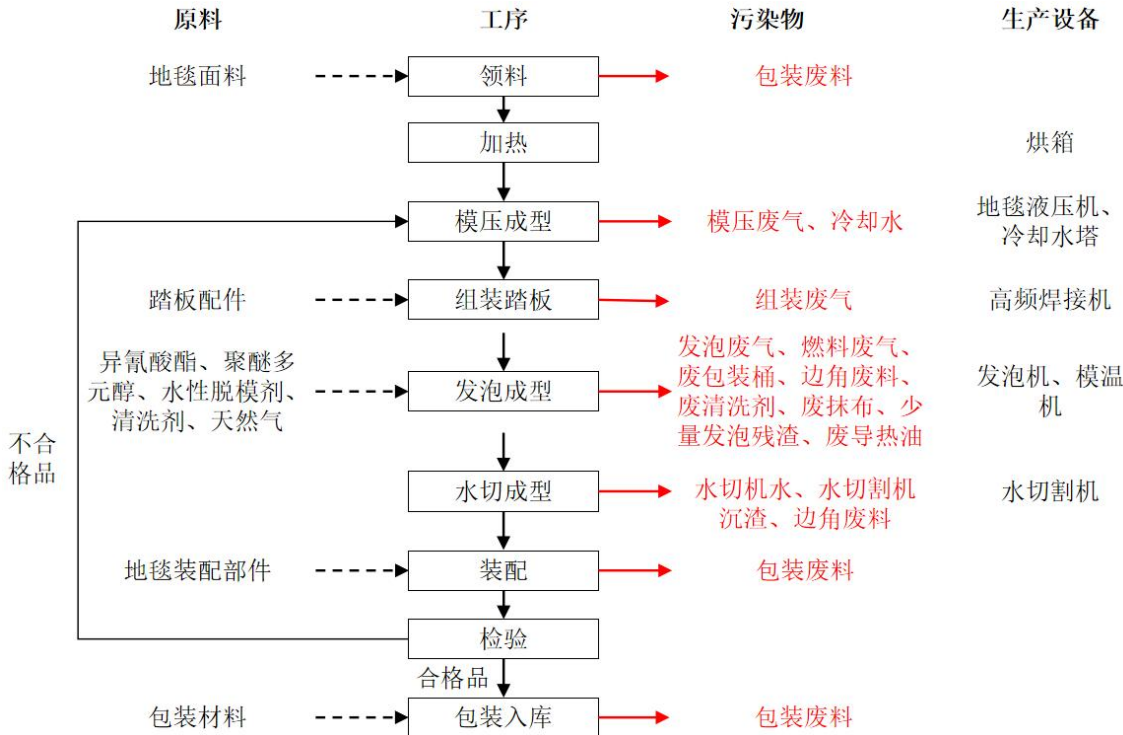 原料 工序 污染物 生产设备
地毯面料 领料 包装废料
加热 烘箱
模压成型 模压废气、冷却水 地毯液压机、
冷却水塔
踏板配件 组装踏板 组装废气 高频焊接机
异氰酸酯、聚醚多
元醇、水性脱模剂、
清洗剂、天然气
发泡成型
发泡废气、燃料废气、
废包装桶、边角废料、
废清洗剂、废抹布、少
量发泡残渣、废导热油
发泡机、模温
机
不合
格品
水切成型
水切机水、水切割机
沉渣、边角废料
水切割机
地毯装配部件 装配 包装废料
检验
合格品
包装材料 包装入库 包装废料